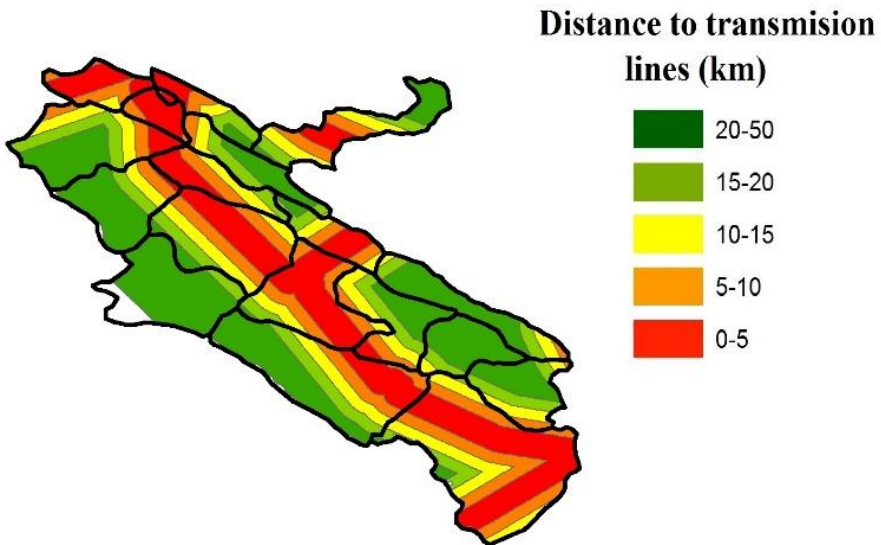 Distance to transmision
lines (km)
20-50
15-20
10-15
5-10
0-5